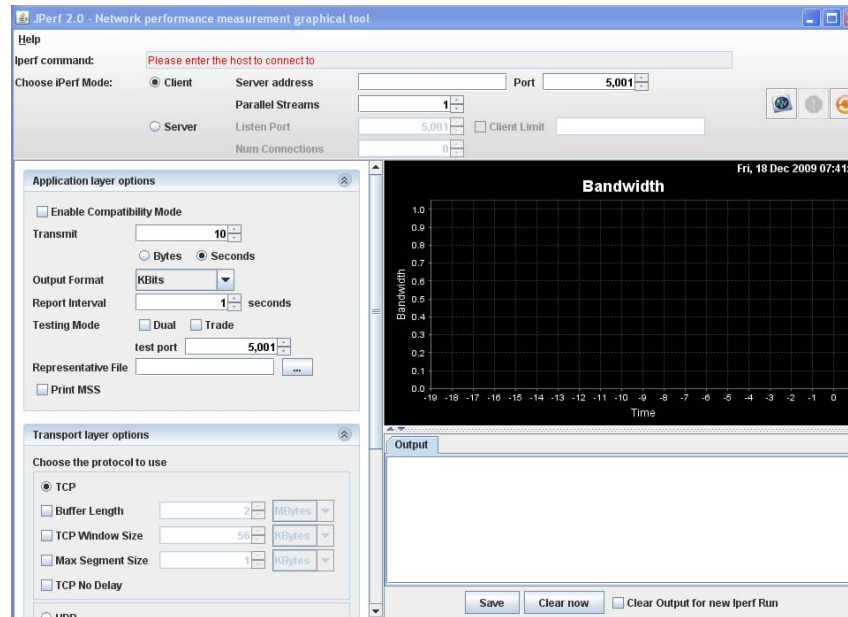 JPerf 2.0 - Network performance measurement graphical tool
Help
Iperf command: Please enter the host to connect to
Choose iPerf Mode: Client Server address Port 5,001
Parallel Streams 1
Server Listen Port 5,001 Client Limit
Num Connections 0
Application layer options
Enable Compatibility Mode
Transmit 10
Bytes Seconds
Output Format KBits
Report Interval 1 seconds
Testing Mode Dual Trade
test port 5,001
Representative File ...
Print MSS
Transport layer options
Choose the protocol to use
TCP
Buffer Length 2 MBytes
TCP Window Size 56 KBytes
Max Segment Size 1 KBytes
TCP No Delay
UDP
Fri, 18 Dec 2009 07:41:
Bandwidth
1.0
0.9
0.8
0.7
0.6
0.5
0.4
0.3
0.2
0.1
0.0
Bandwidth
-19 -18 -17 -16 -15 -14 -13 -12 -11 -10 -9 -8 -7 -6 -5 -4 -3 -2 -1 0
Time
Output
Save Clear now Clear Output for new Iperf Run